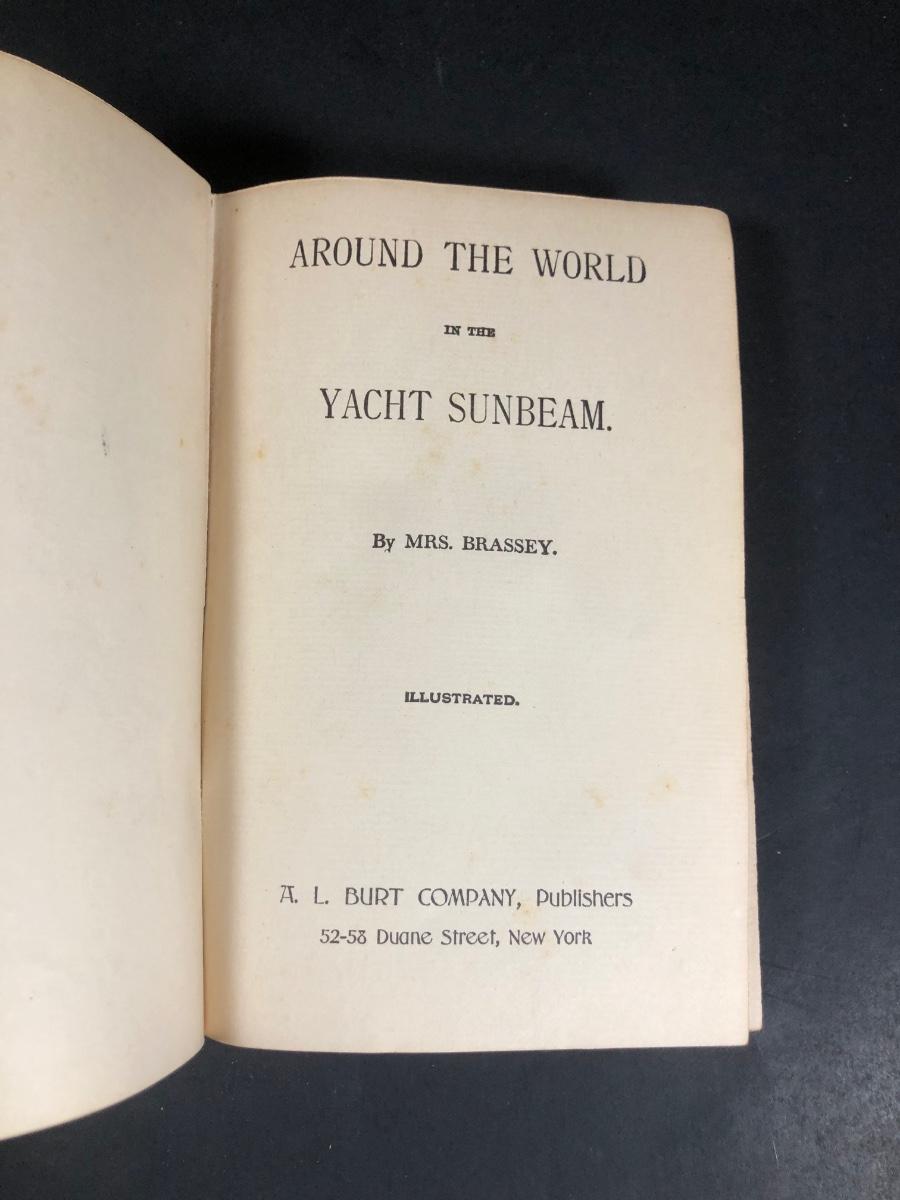 AROUND THE WORLD
IN THE
YACHT SUNBEAM.
By MRS. BRASSEY.
ILLUSTRATED.
A. L. BURT COMPANY, Publishers
52-58 Duane Street, New York